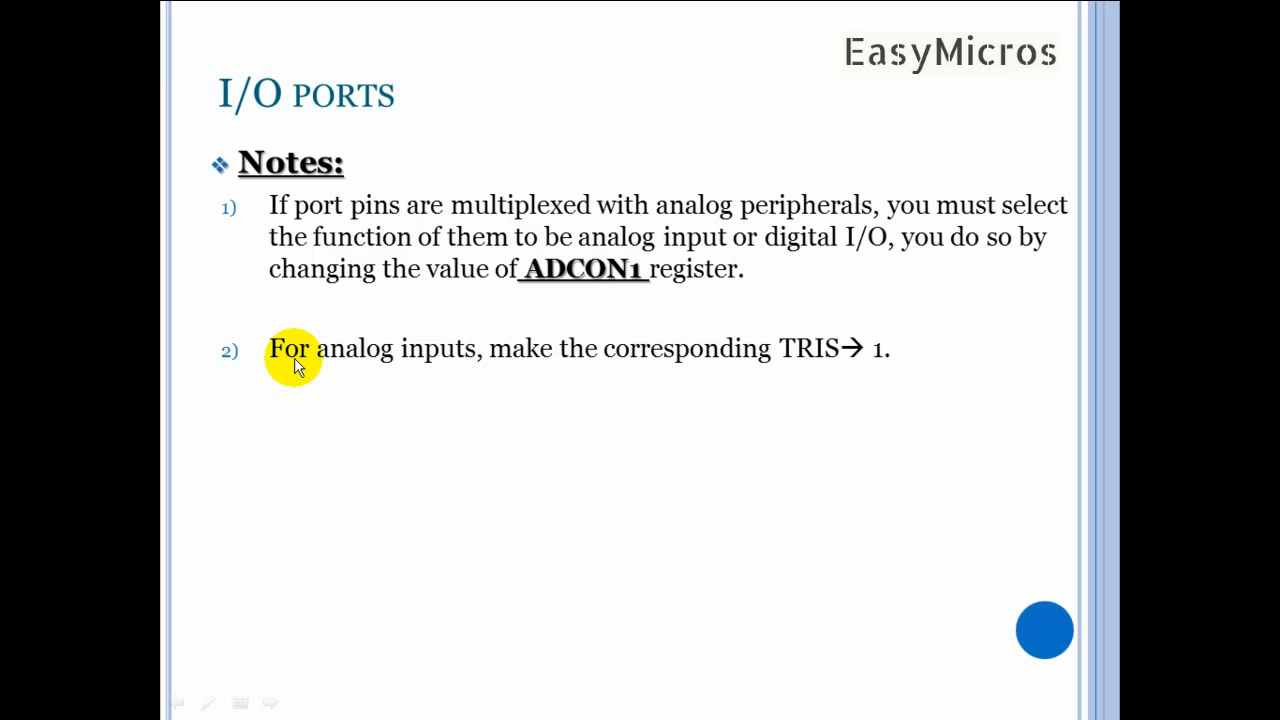 EasyMicros
I/O PORTS
❖ Notes:
1) If port pins are multiplexed with analog peripherals, you must select
the function of them to be analog input or digital I/O, you do so by
changing the value of ADCON1 register.
2) For analog inputs, make the corresponding TRIS→ 1.